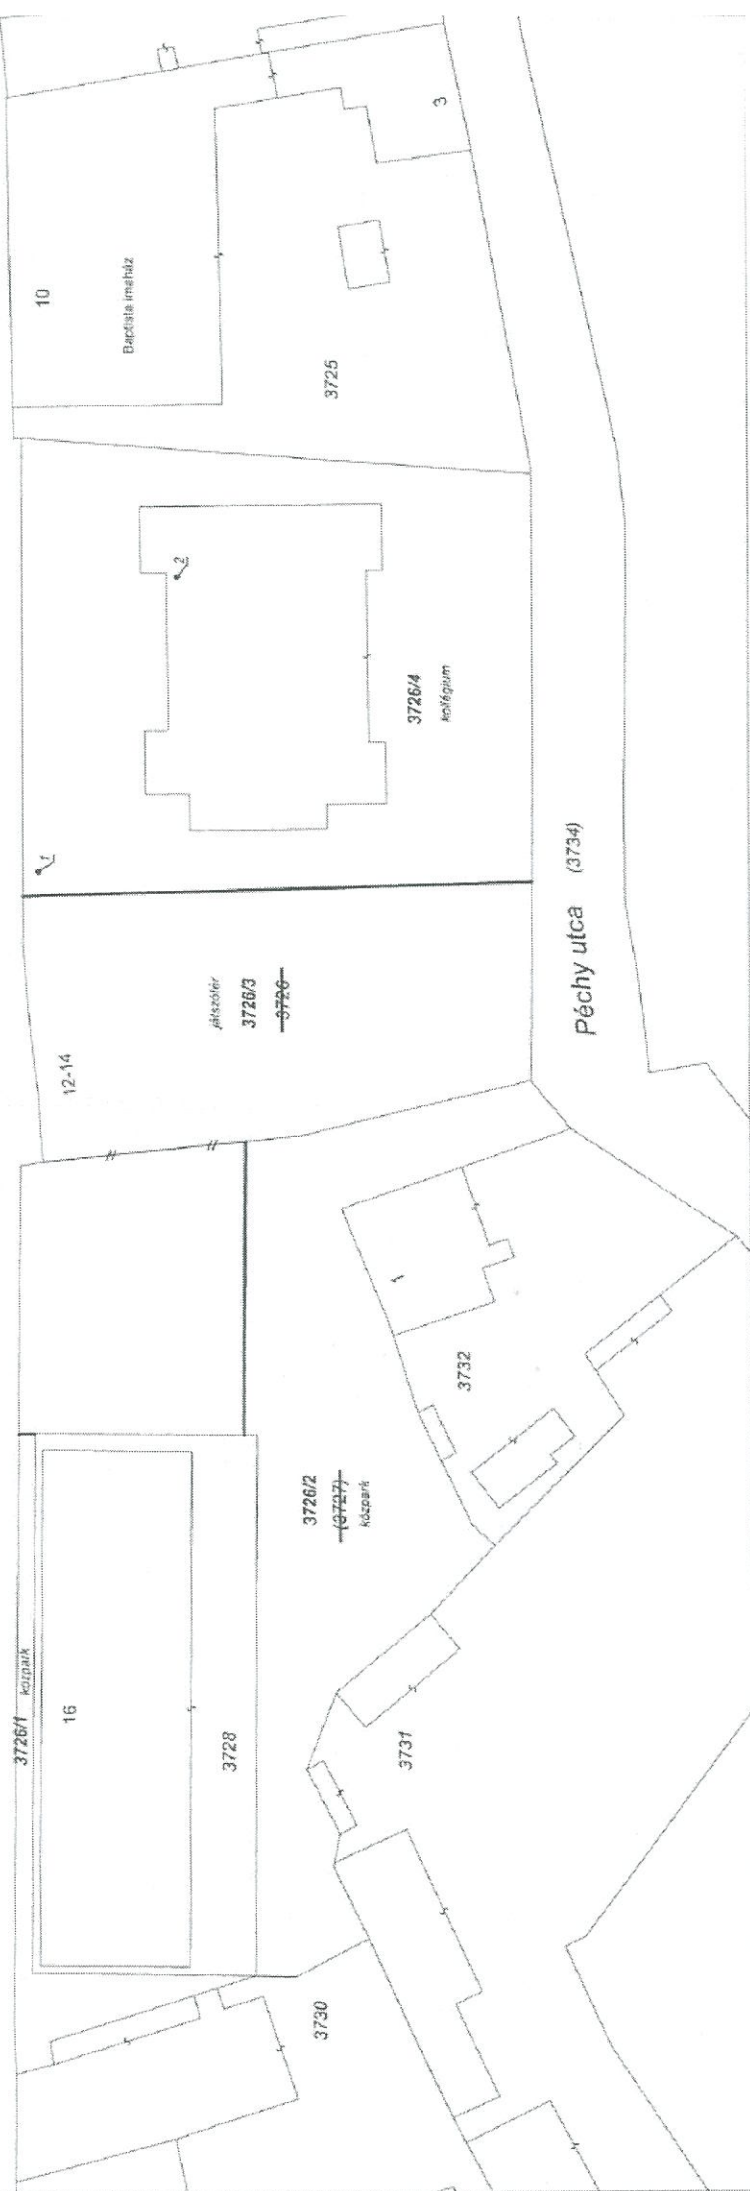 3
10
Baptista imaház
3725
2
3726/4
kollégium
1
Péchy utca (3734)
játszótér
3726/3
3726
12-14
1
3732
3726/2
(3727)
közpark
3726/1 közpark
16
3728
3731
3730